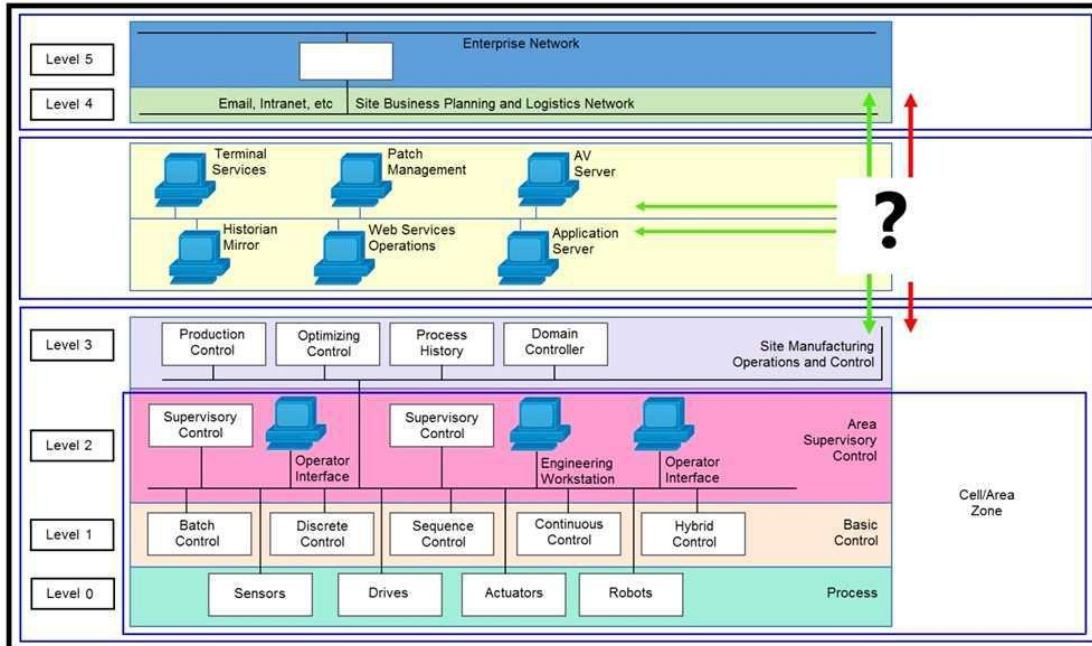 Level 5
Enterprise Network
Level 4
Email, Intranet, etc
Site Business Planning and Logistics Network
Terminal
Services
Patch
Management
AV
Server
Historian
Mirror
Web Services
Operations
Application
Server
?
Level 3
Production
Control
Optimizing
Control
Process
History
Domain
Controller
Site Manufacturing
Operations and Control
Level 2
Supervisory
Control
Operator
Interface
Supervisory
Control
Engineering
Workstation
Operator
Interface
Area
Supervisory
Control
Cell/Area
Zone
Level 1
Batch
Control
Discrete
Control
Sequence
Control
Continuous
Control
Hybrid
Control
Basic
Control
Level 0
Sensors
Drives
Actuators
Robots
Process